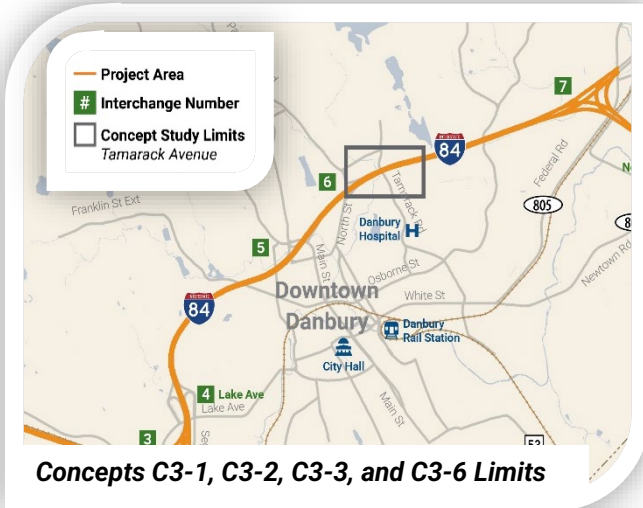 Project Area
# Interchange Number
Concept Study Limits
Tamarack Avenue
7
84
6
Tamarack Rd
Federal Rd
805
Franklin St Ext
North St
Main St
Danbury
Hospital H
5
Osborne St
Newtown Rd
84
Downtown
Danbury
White St
Danbury
Rail Station
City Hall
4 Lake Ave
Lake Ave
Main St
3
53
Concepts C3-1, C3-2, C3-3, and C3-6 Limits